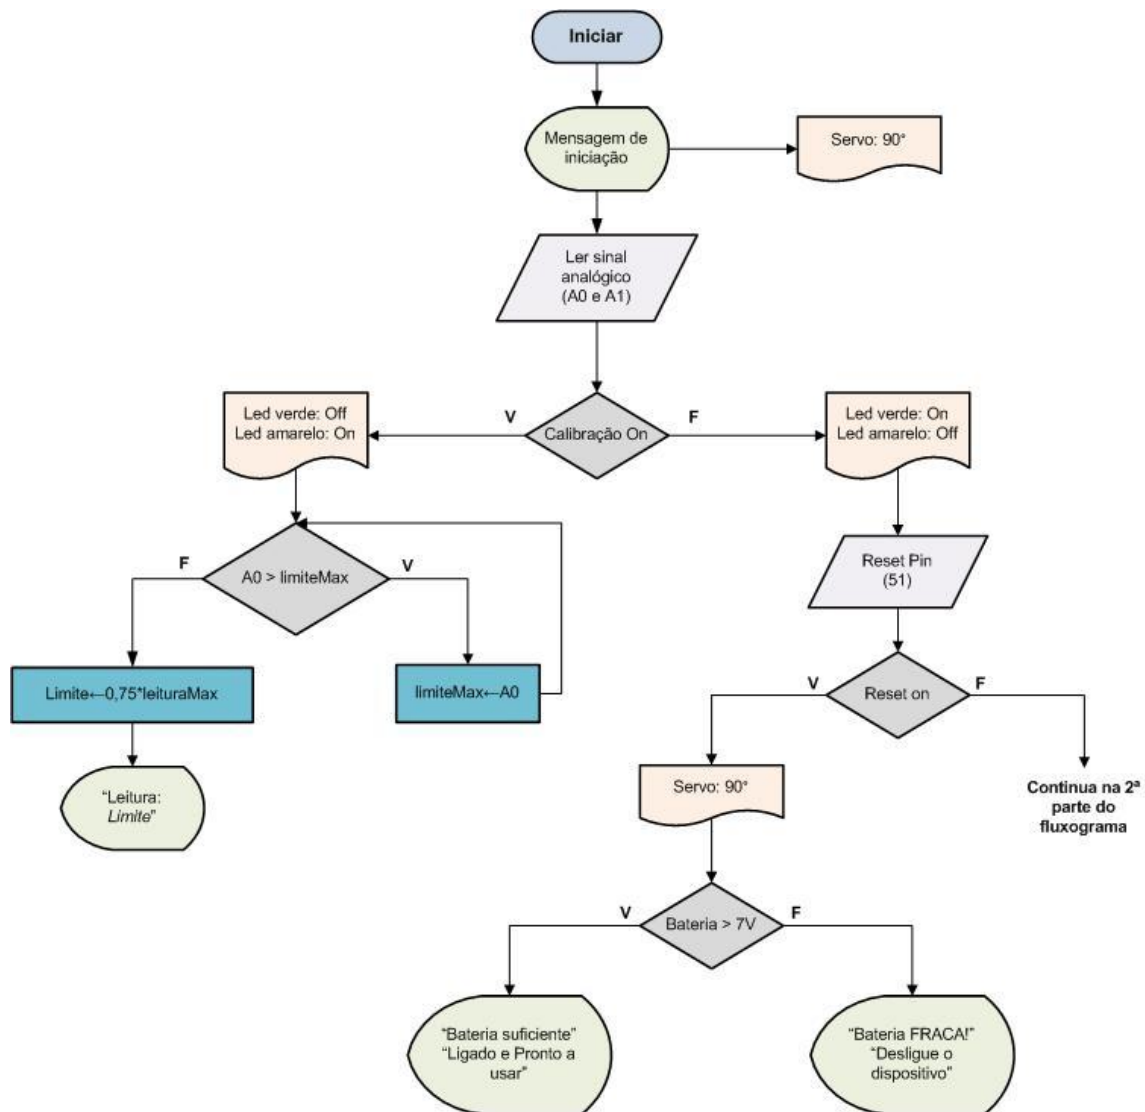 Iniciar
Mensagem de
iniciação
Servo: 90°
Ler sinal
analógico
(A0 e A1)
Led verde: Off
Led amarelo: On
V
Calibração On
F
Led verde: On
Led amarelo: Off
F
A0 > limiteMax
V
Reset Pin
(51)
Limite←0,75*leituraMax
limiteMax←A0
V
Reset on
F
“Leitura:
Limite”
Servo: 90°
Continua na 2ª
parte do
fluxograma
V
Bateria > 7V
F
“Bateria suficiente”
“Ligado e Pronto a
usar”
“Bateria FRACA!”
“Desligue o
dispositivo”